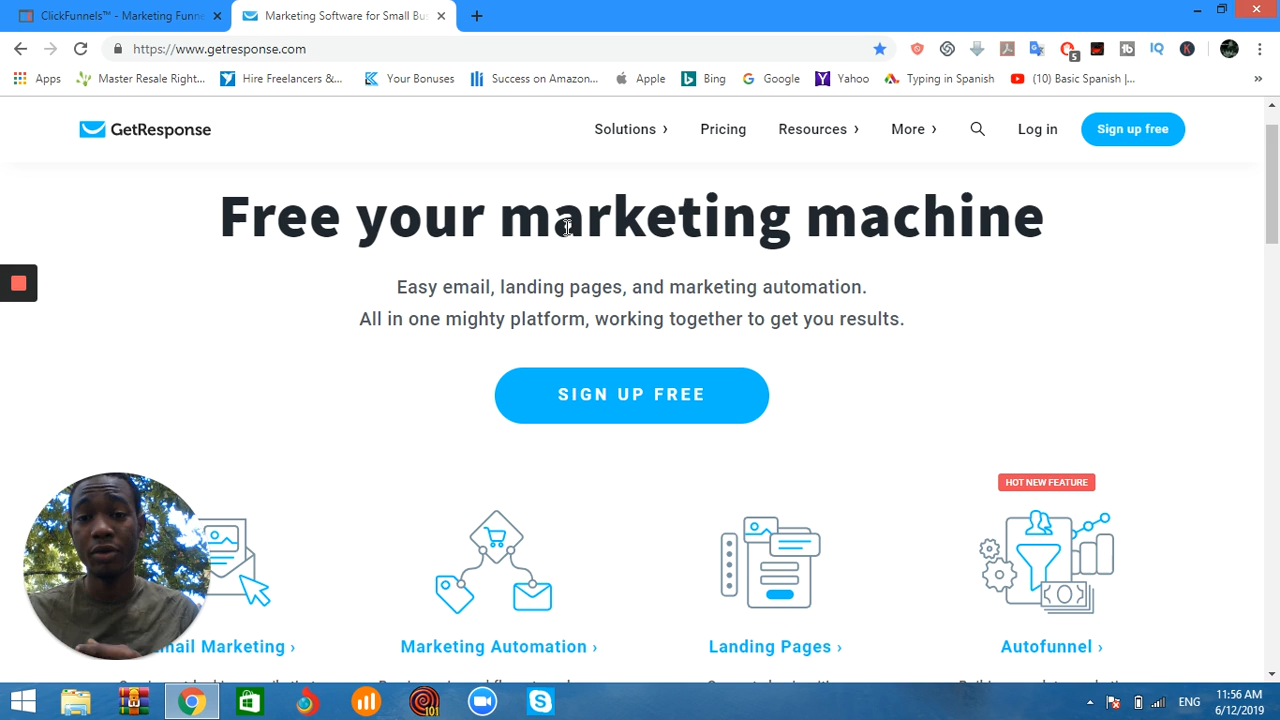 ClickFunnels™ - Marketing Funne
Marketing Software for Small Bu
https://www.getresponse.com
5
IQ
K
Apps
Master Resale Right...
Hire Freelancers &...
Your Bonuses
Success on Amazon...
Apple
Bing
Google
Yahoo
Typing in Spanish
(10) Basic Spanish |...
»
GetResponse
Solutions ›
Pricing
Resources ›
More ›
Log in
Sign up free
Free your marketing machine
Easy email, landing pages, and marketing automation.
All in one mighty platform, working together to get you results.
SIGN UP FREE
HOT NEW FEATURE
mail Marketing ›
Marketing Automation ›
Landing Pages ›
Autofunnel ›
101
ENG
11:56 AM
6/12/2019